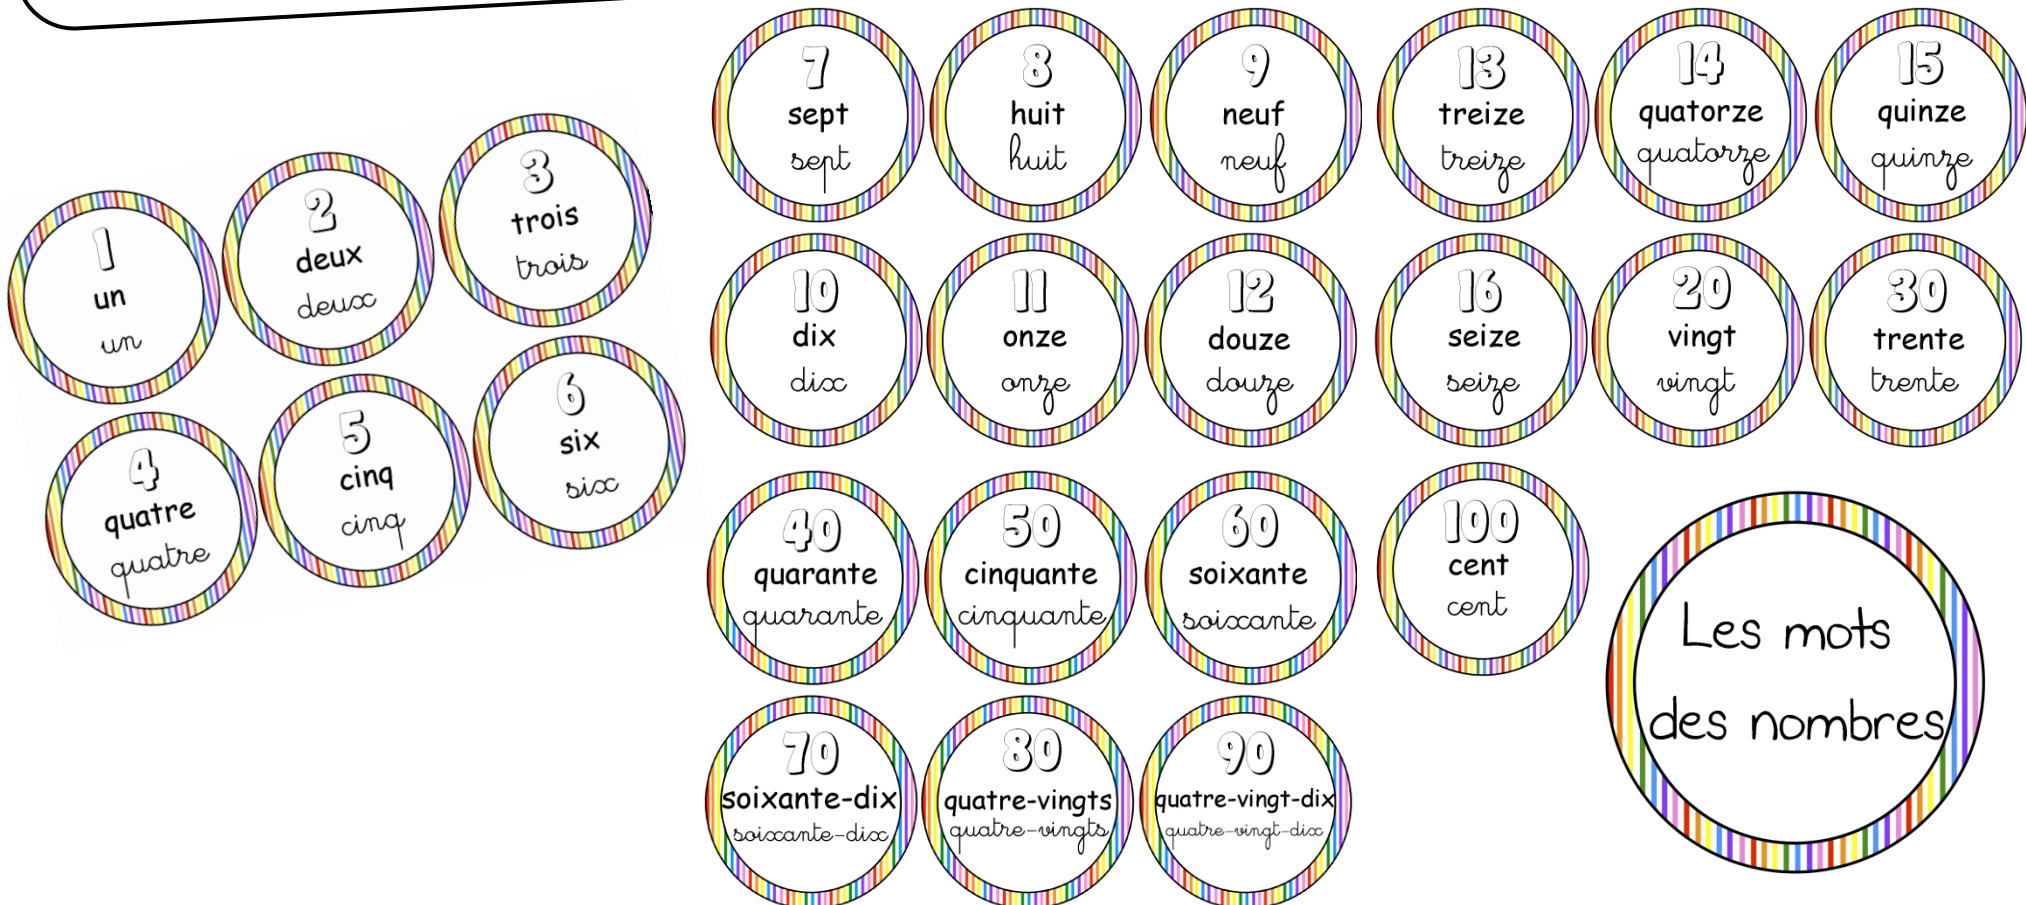 1
un
un
2
deux
deux
3
trois
trois
4
quatre
quatre
5
cinq
cinq
6
six
six
7
sept
sept
8
huit
huit
9
neuf
neuf
10
dix
dix
11
onze
onze
12
douze
douze
13
treize
treize
14
quatorze
quatorze
15
quinze
quinze
16
seize
seize
20
vingt
vingt
30
trente
trente
40
quarante
quarante
50
cinquante
cinquante
60
soixante
soixante
70
soixante-dix
soixante-dix
80
quatre-vingts
quatre-vingts
90
quatre-vingt-dix
quatre-vingt-dix
100
cent
cent
Les mots
des nombres